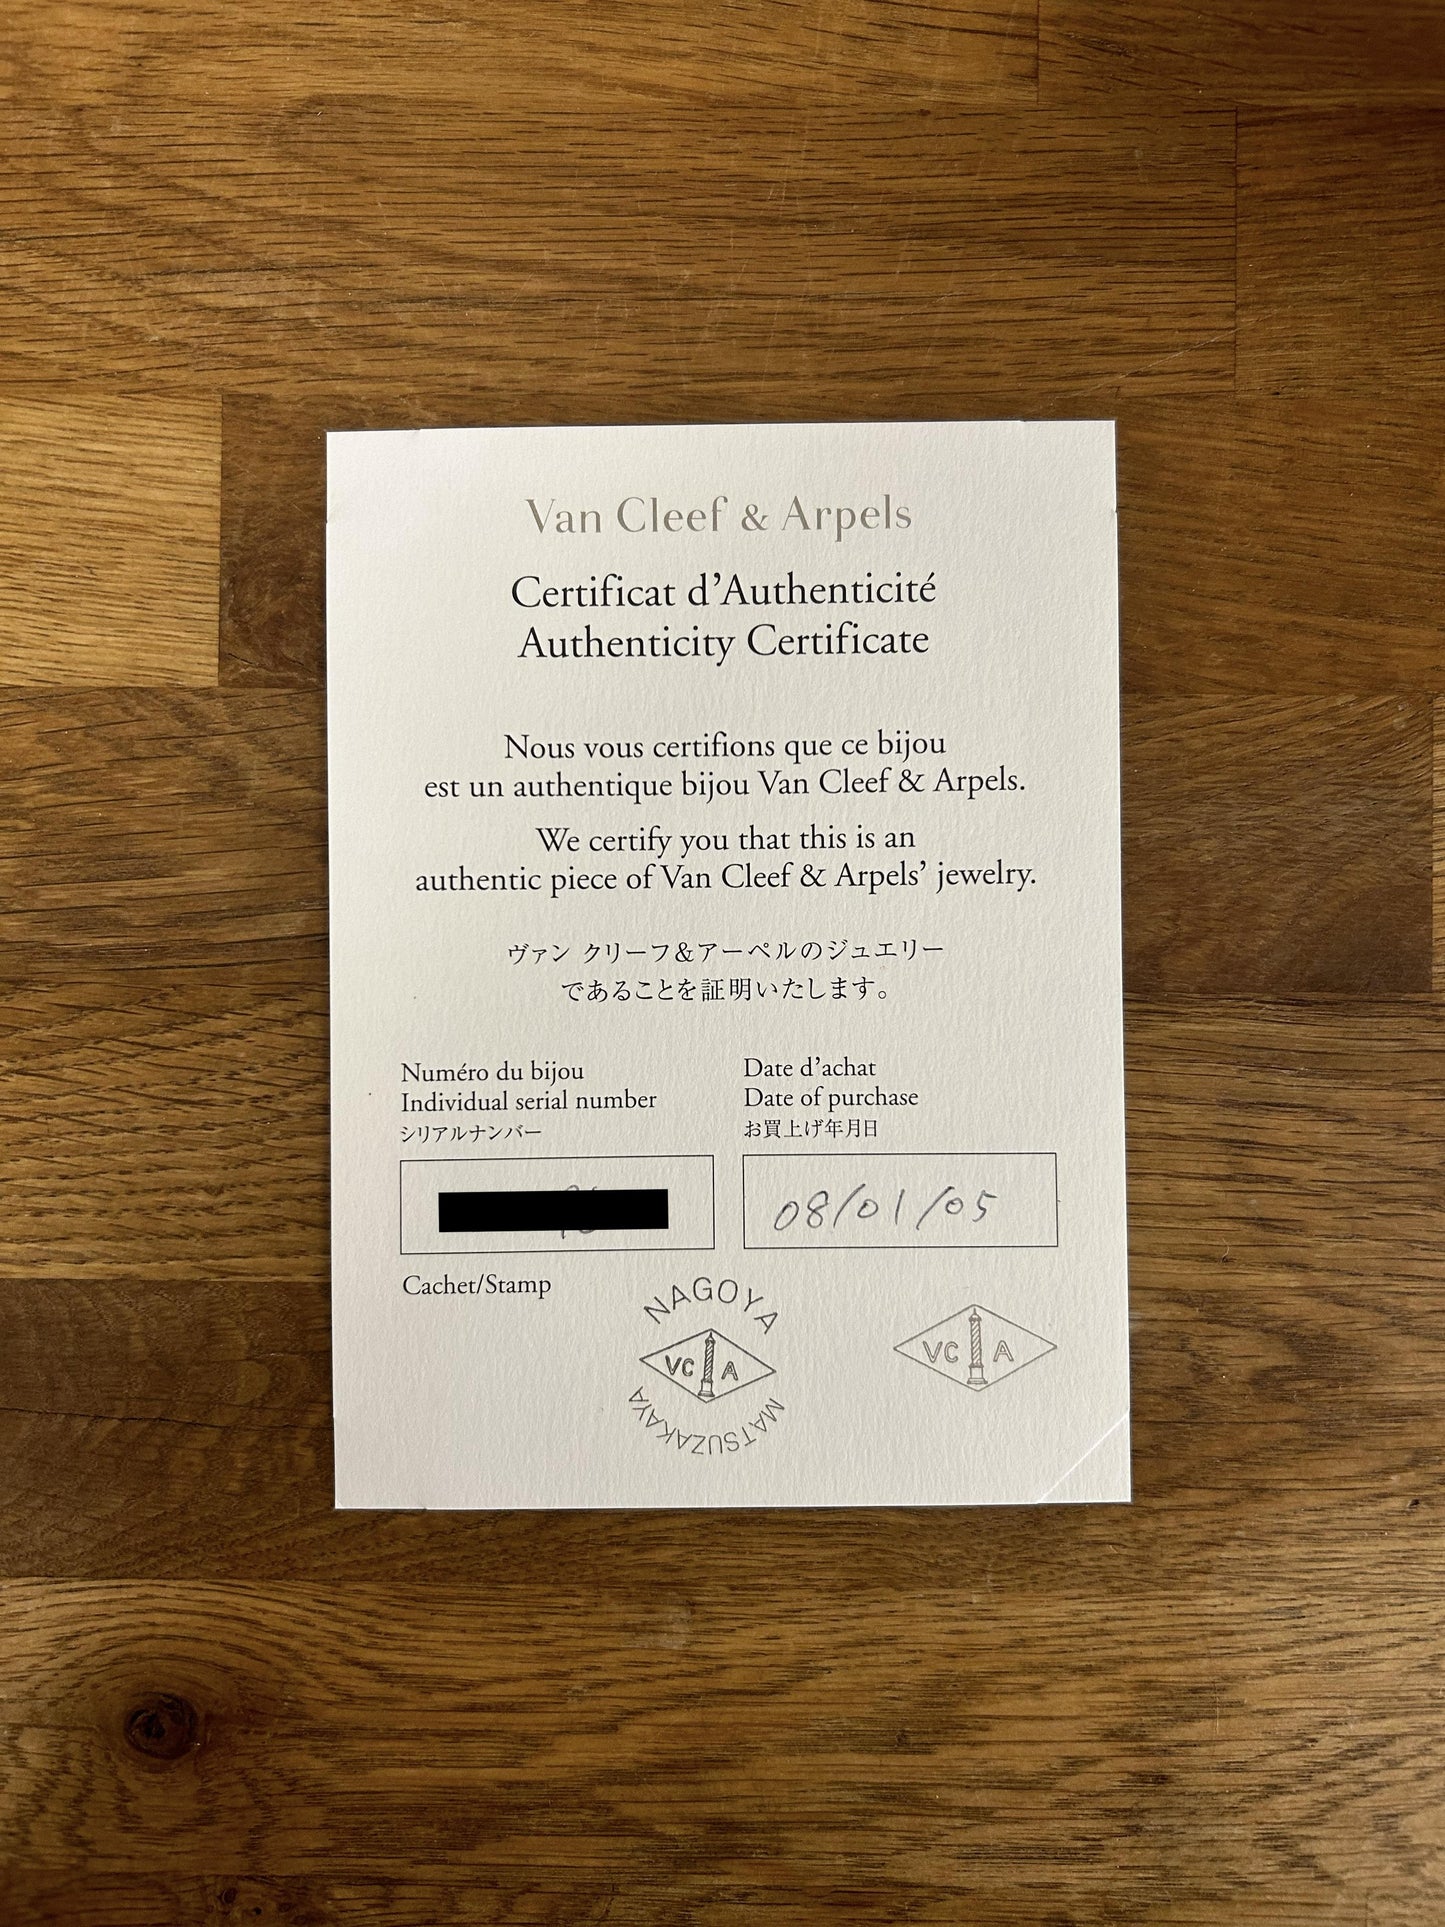 Van Cleef & Arpels
Certificat d'Authenticité
Authenticity Certificate
Nous vous certifions que ce bijou
est un authentique bijou Van Cleef & Arpels.
We certify you that this is an
authentic piece of Van Cleef & Arpels' jewelry.
ヴァン クリーフ&アーペルのジュエリー
であることを証明いたします。
Numéro du bijou
Individual serial number
シリアルナンバー
Date d'achat
Date of purchase
お買上げ年月日
08/01/05
Cachet/Stamp
NAGOYA
VC A
MATSUZAKAYA
VC A